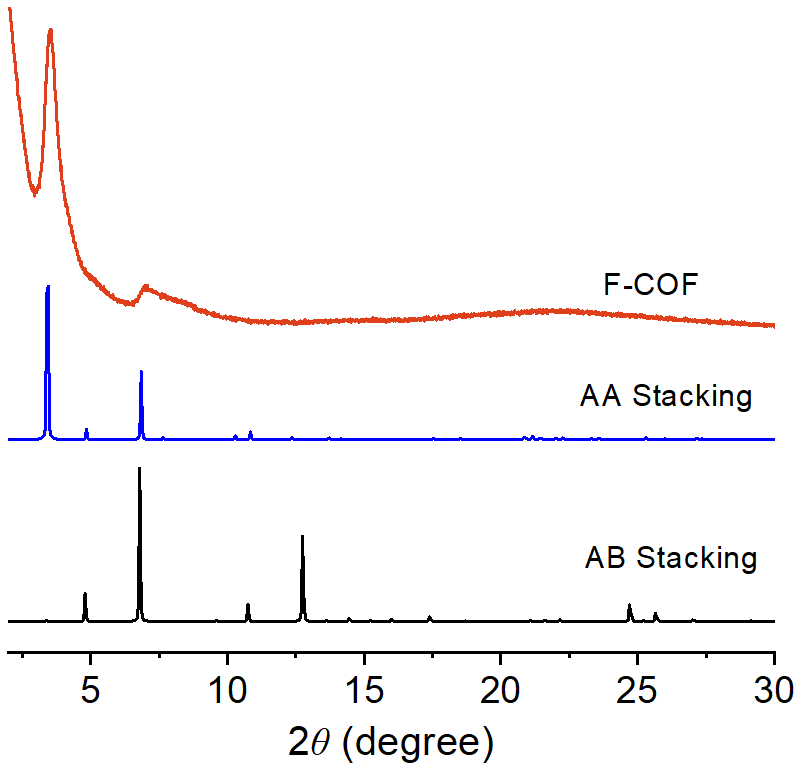 F-COF
AA Stacking
AB Stacking
5 10 15 20 25 30
2θ (degree)